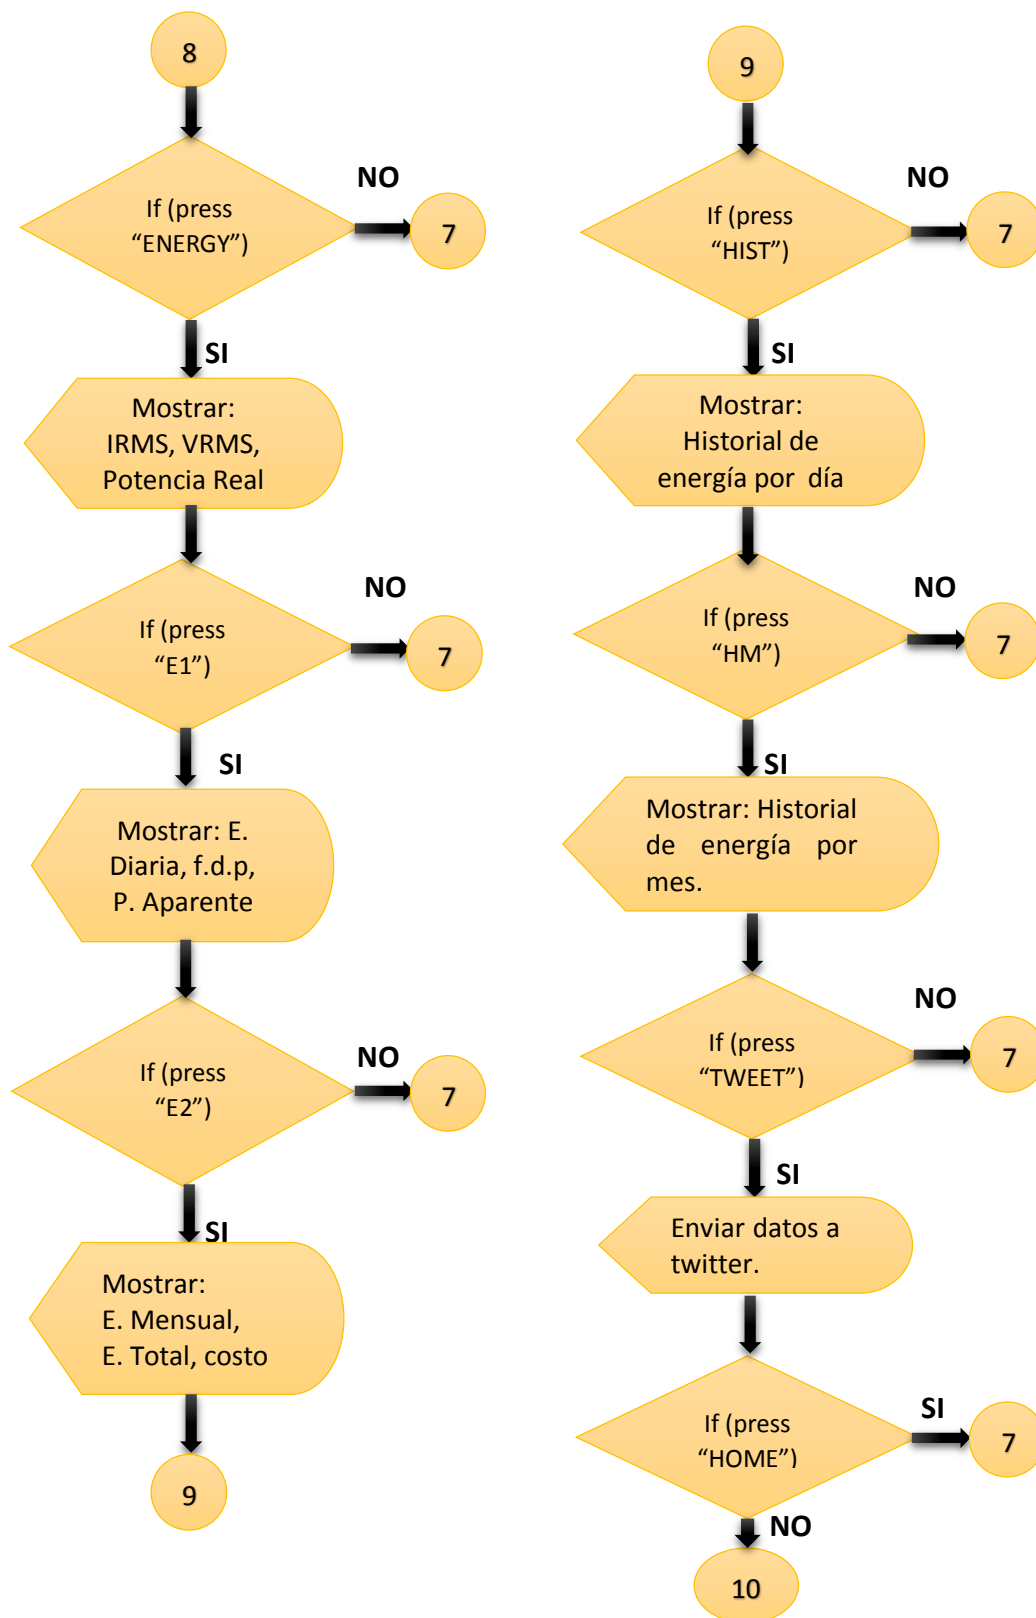 8
If (press
“ENERGY”)
NO
7
SI
Mostrar:
IRMS, VRMS,
Potencia Real
If (press
“E1”)
NO
7
SI
Mostrar: E.
Diaria, f.d.p,
P. Aparente
If (press
“E2”)
NO
7
SI
Mostrar:
E. Mensual,
E. Total, costo
9
9
If (press
“HIST”)
NO
7
SI
Mostrar:
Historial de
energía por día
If (press
“HM”)
NO
7
SI
Mostrar: Historial
de energía por
mes.
If (press
“TWEET”)
NO
7
SI
Enviar datos a
twitter.
If (press
“HOME”)
SI
7
NO
10